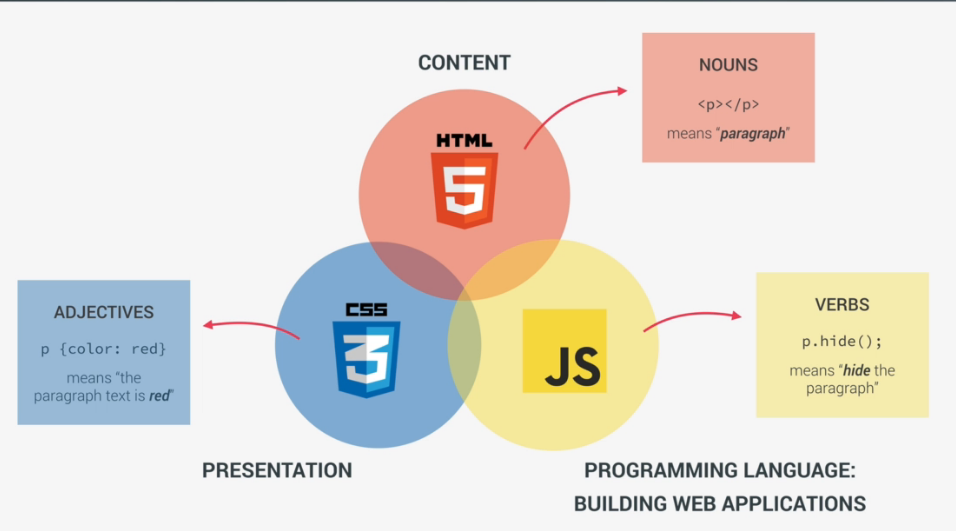 CONTENT
HTML
5
NOUNS
<p></p>
means “paragraph”
CSS
3
ADJECTIVES
p {color: red}
means “the
paragraph text is red”
JS
VERBS
p.hide();
means “hide the
paragraph”
PRESENTATION
PROGRAMMING LANGUAGE:
BUILDING WEB APPLICATIONS